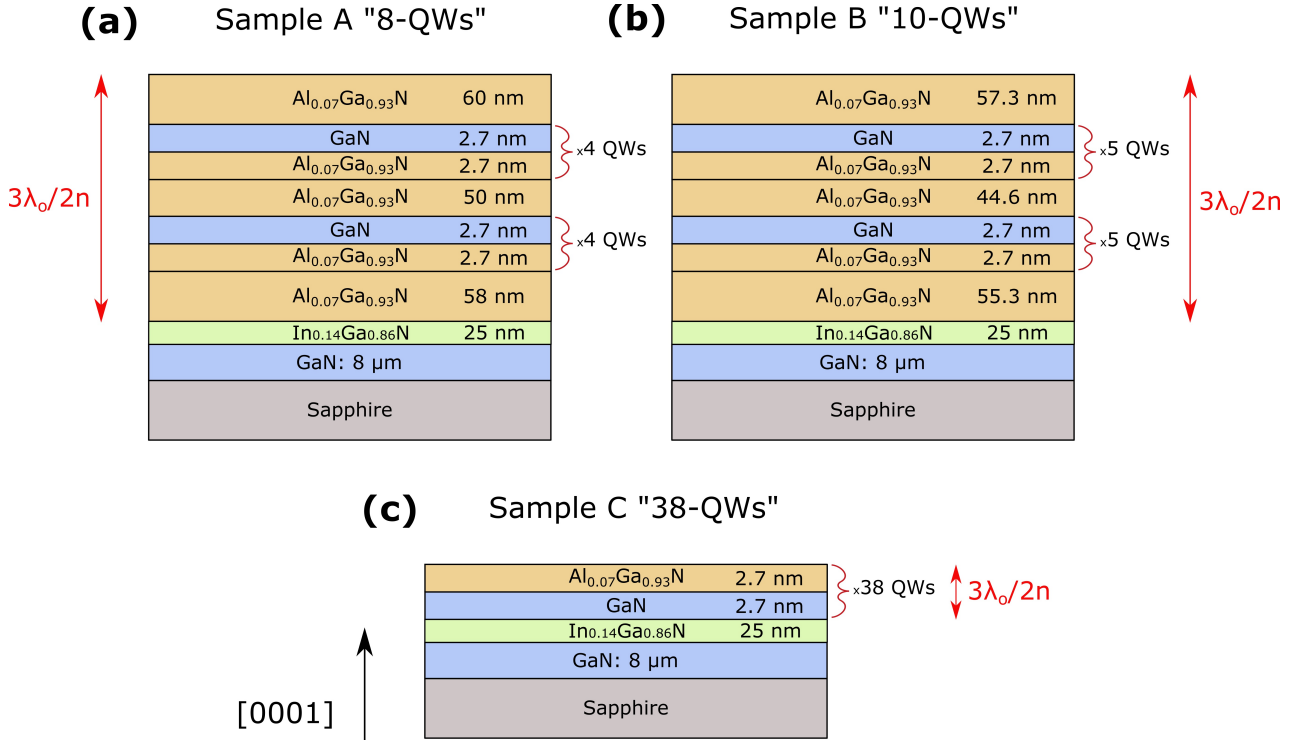 (a) Sample A "8-QWs"
Al0.07Ga0.93N 60 nm
GaN 2.7 nm
Al0.07Ga0.93N 2.7 nm
x4 QWs
Al0.07Ga0.93N 50 nm
GaN 2.7 nm
Al0.07Ga0.93N 2.7 nm
x4 QWs
Al0.07Ga0.93N 58 nm
In0.14Ga0.86N 25 nm
GaN: 8 µm
Sapphire
3λo/2n
(b) Sample B "10-QWs"
Al0.07Ga0.93N 57.3 nm
GaN 2.7 nm
Al0.07Ga0.93N 2.7 nm
x5 QWs
Al0.07Ga0.93N 44.6 nm
GaN 2.7 nm
Al0.07Ga0.93N 2.7 nm
x5 QWs
Al0.07Ga0.93N 55.3 nm
In0.14Ga0.86N 25 nm
GaN: 8 µm
Sapphire
3λo/2n
(c) Sample C "38-QWs"
Al0.07Ga0.93N 2.7 nm
GaN 2.7 nm
x38 QWs
3λo/2n
In0.14Ga0.86N 25 nm
GaN: 8 µm
Sapphire
[0001]